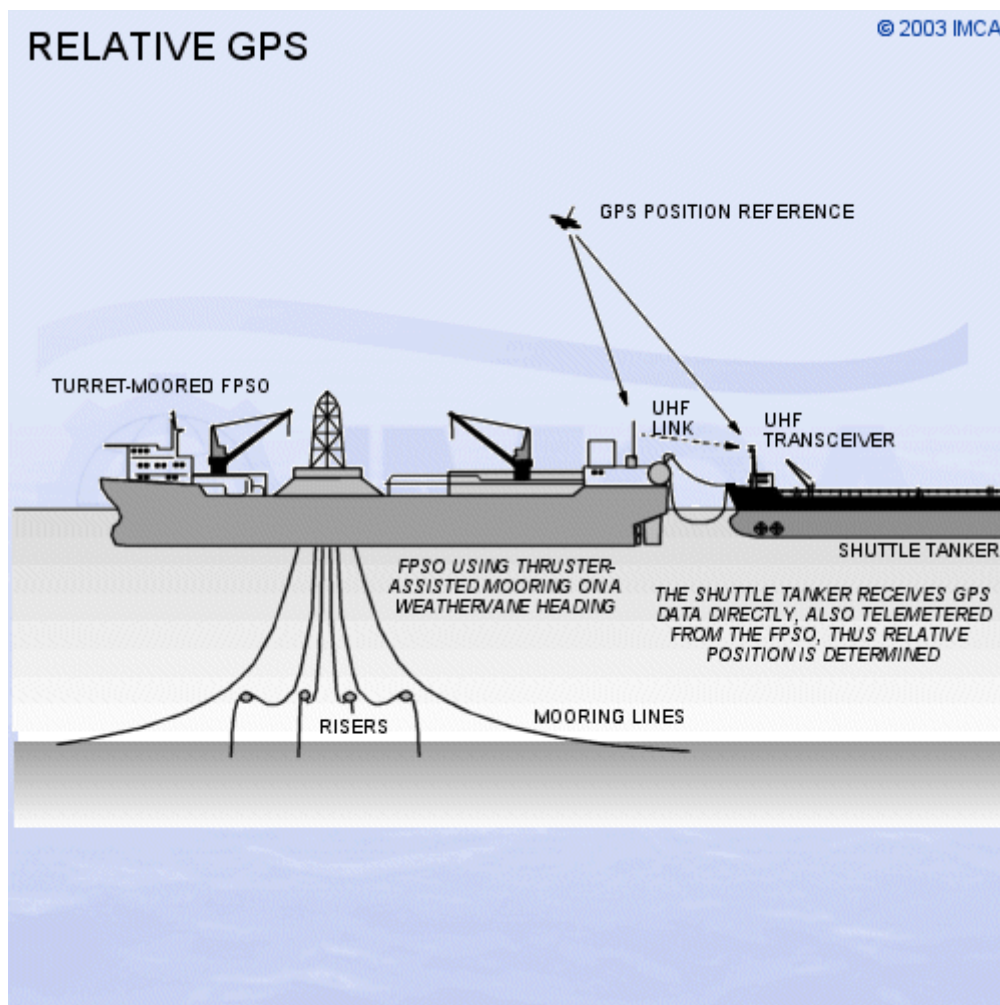 RELATIVE GPS
© 2003 IMCA
GPS POSITION REFERENCE
TURRET-MOORED FPSO
UHF
LINK
UHF
TRANSCEIVER
SHUTTLE TANKER
FPSO USING THRUSTER-
ASSISTED MOORING ON A
WEATHERVANE HEADING
THE SHUTTLE TANKER RECEIVES GPS
DATA DIRECTLY, ALSO TELEMETERED
FROM THE FPSO, THUS RELATIVE
POSITION IS DETERMINED
RISERS
MOORING LINES